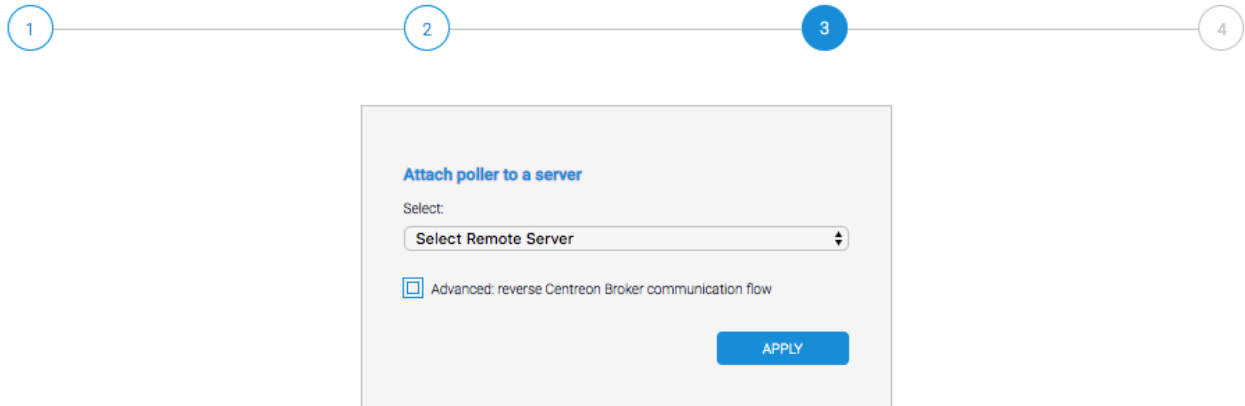 1 2 3 4
Attach poller to a server
Select:
Select Remote Server
Advanced: reverse Centreon Broker communication flow
APPLY